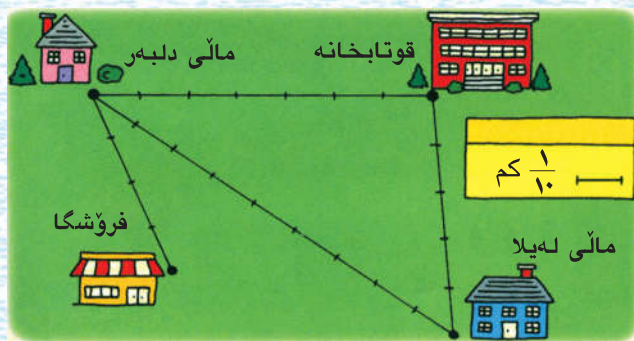 ماڵی دلبەر
قوتابخانە
١/١٠ کم
فرۆشگا
ماڵی لەیلا